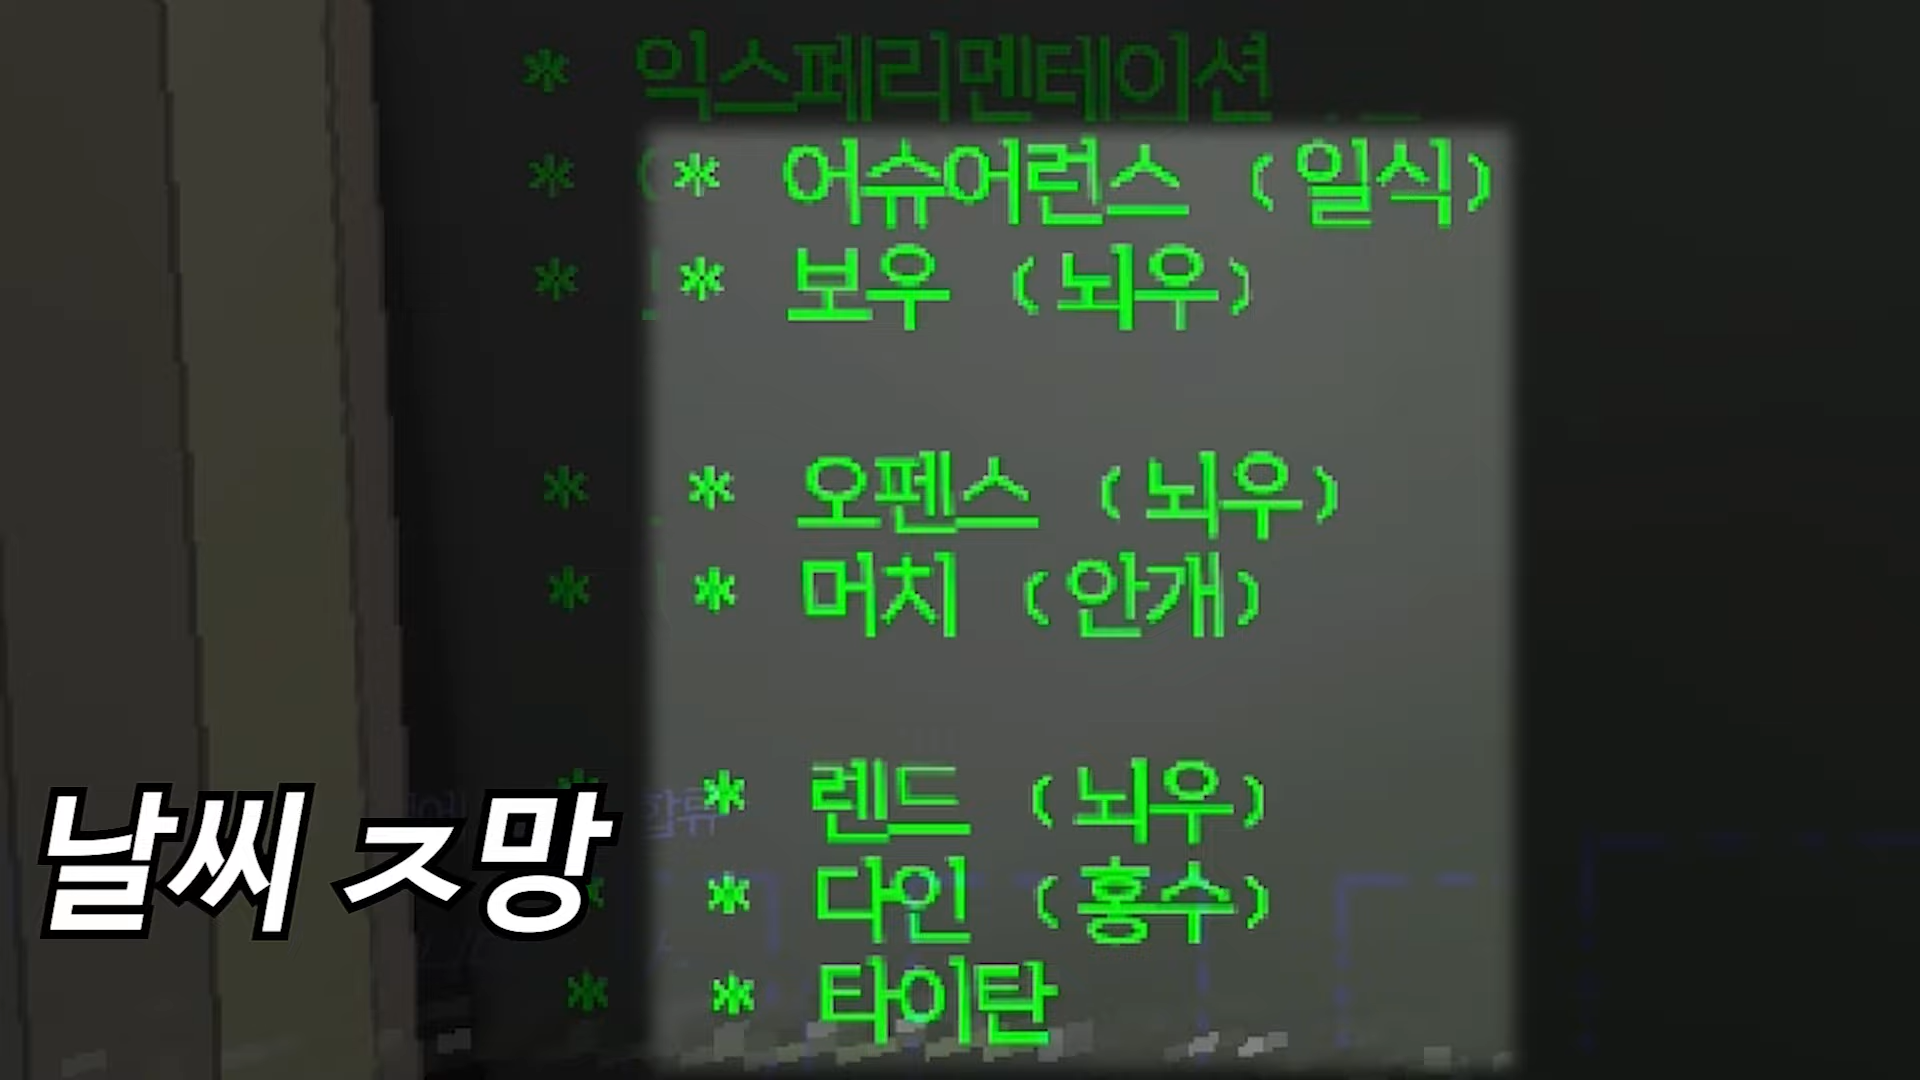 * 익스페리멘테이션
* * 어슈어런스 (일식)
* * 보우 (뇌우)
* * 오펜스 (뇌우)
* * 머치 (안개)
* * 렌드 (뇌우)
* * 다인 (홍수)
* * 타이탄
날씨 ㅈ망